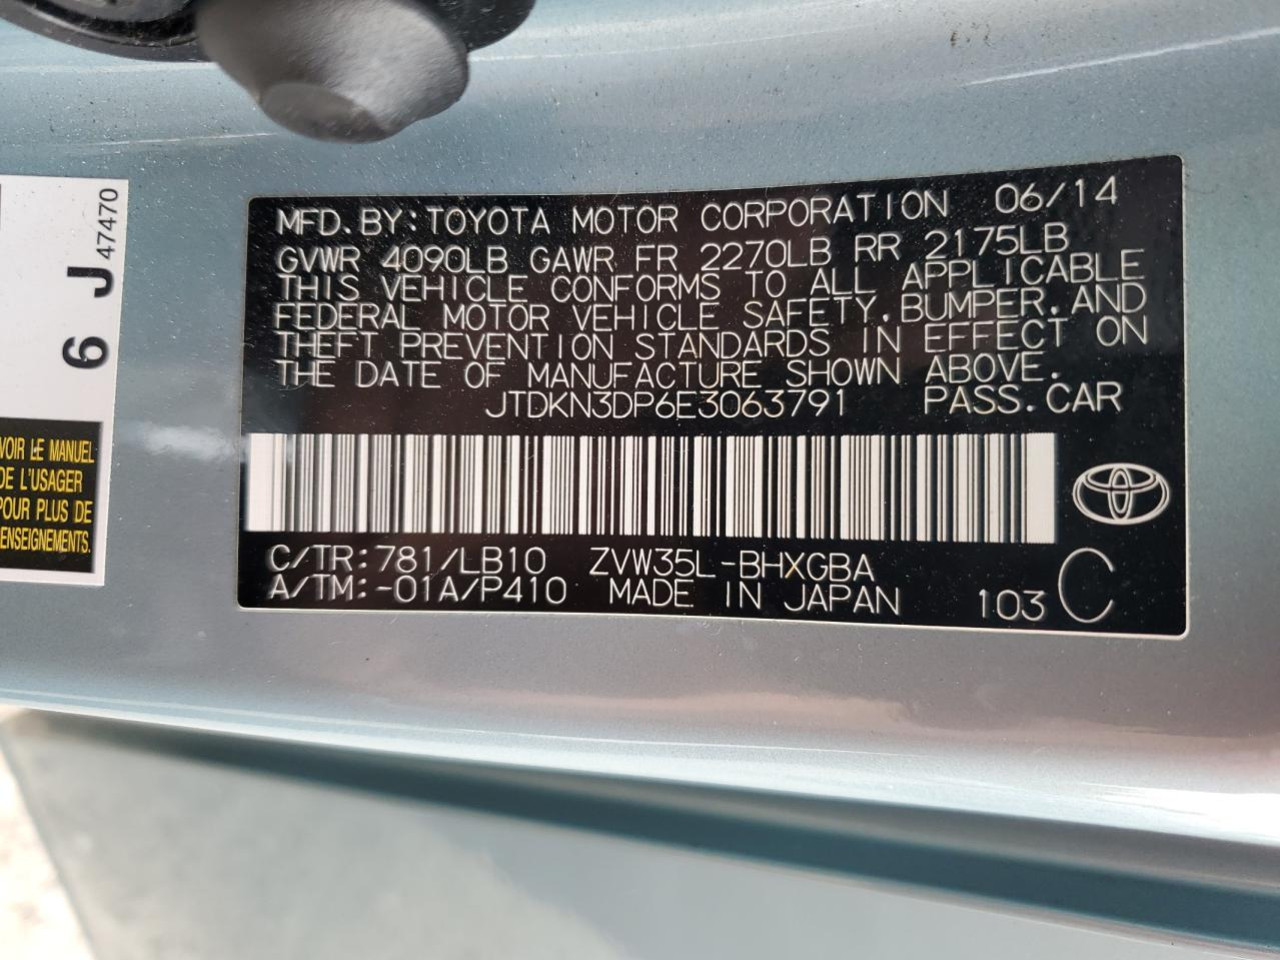 MFD.BY:TOYOTA MOTOR CORPORATION 06/14
GVWR 4090LB GAWR FR 2270LB RR 2175LB
THIS VEHICLE CONFORMS TO ALL APPLICABLE
FEDERAL MOTOR VEHICLE SAFETY,BUMPER,AND
THEFT PREVENTION STANDARDS IN EFFECT ON
THE DATE OF MANUFACTURE SHOWN ABOVE.
JTDKN3DP6E3063791 PASS.CAR
C/TR:781/LB10 ZVW35L-BHXGBA
A/TM:-01A/P410 MADE IN JAPAN 103 C
6 J 47470
VOIR LE MANUEL
DE L'USAGER
POUR PLUS DE
RENSEIGNEMENTS.